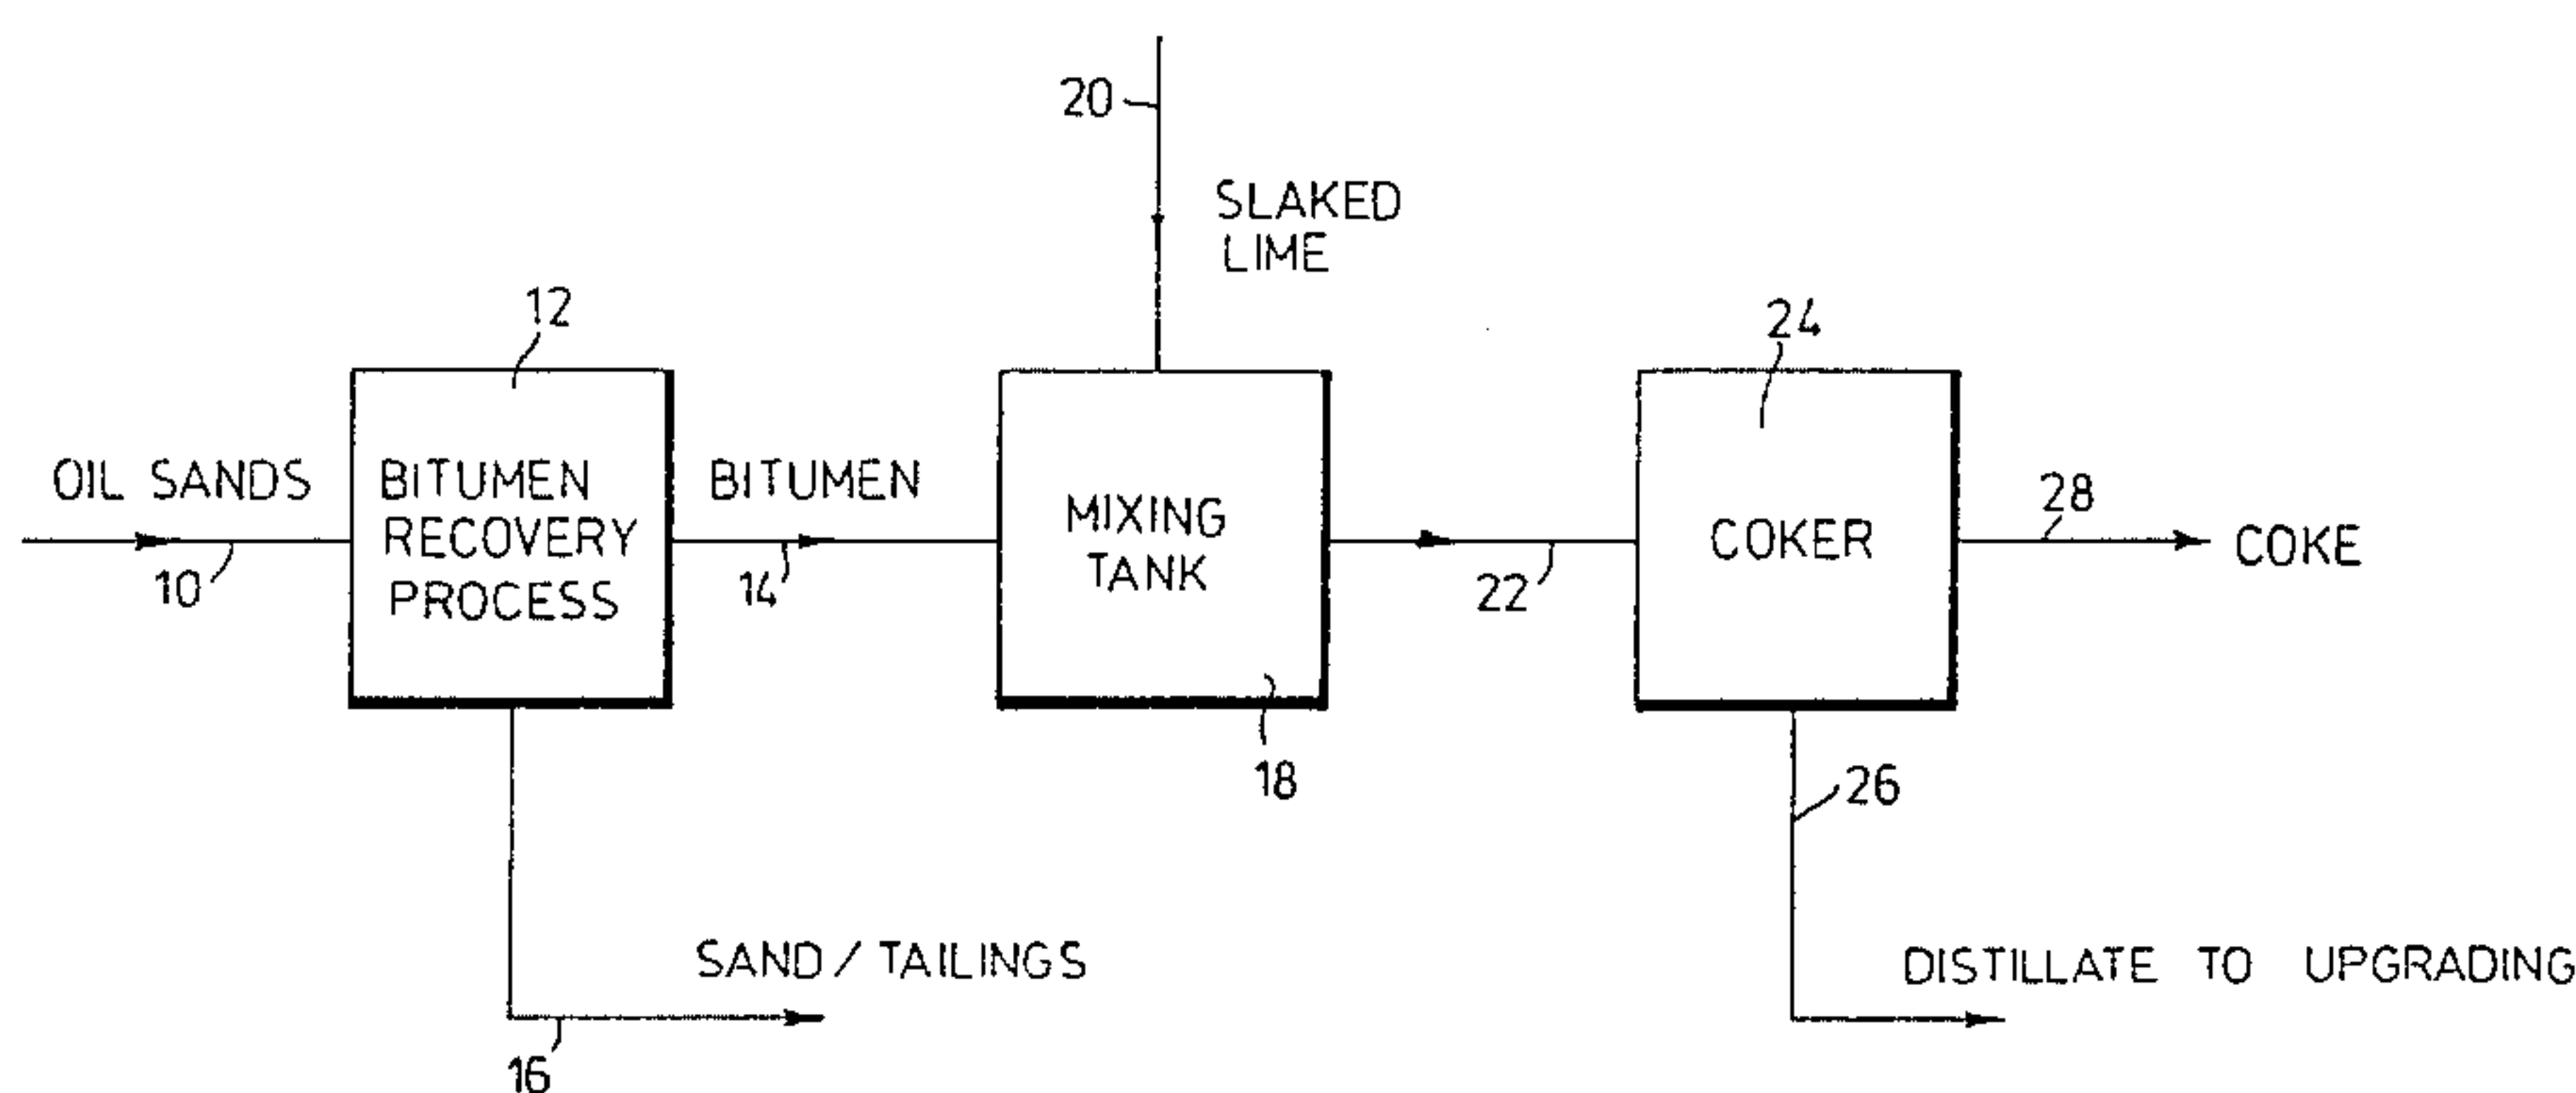 20
SLAKED
LIME
12
24
OIL SANDS
BITUMEN
RECOVERY
PROCESS
BITUMEN
MIXING
TANK
COKER
28
COKE
10
14
22
18
26
SAND / TAILINGS
DISTILLATE TO UPGRADING
16